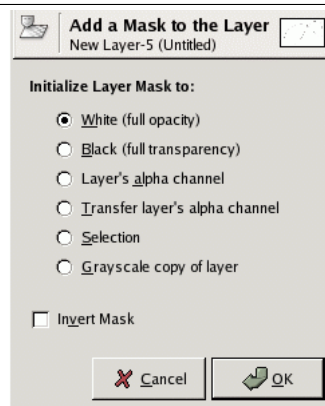 Add a Mask to the Layer
New Layer-5 (Untitled)
Initialize Layer Mask to:
White (full opacity)
Black (full transparency)
Layer's alpha channel
Transfer layer's alpha channel
Selection
Grayscale copy of layer
Invert Mask
Cancel
OK